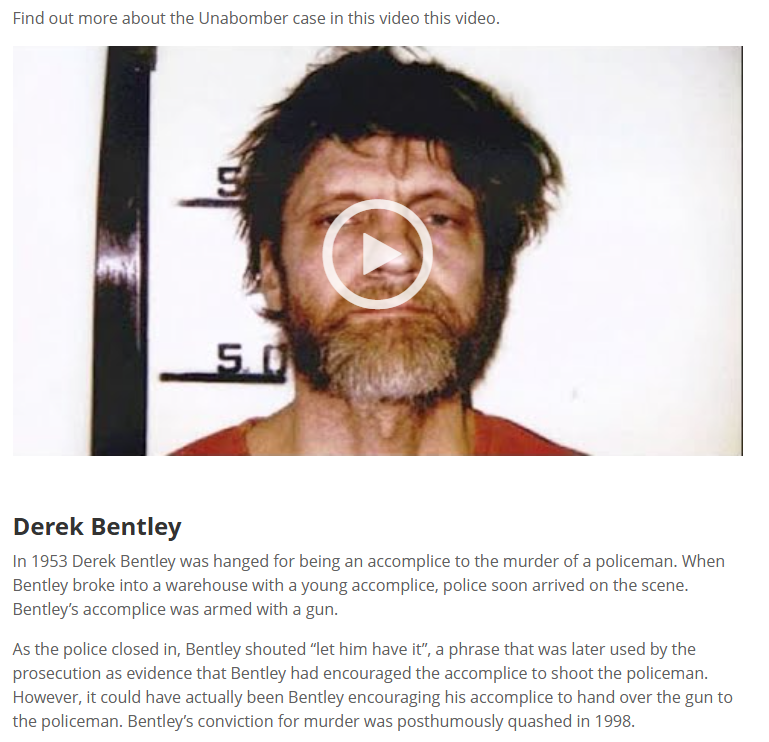 Find out more about the Unabomber case in this video this video.
5
5.0
Derek Bentley
In 1953 Derek Bentley was hanged for being an accomplice to the murder of a policeman. When
Bentley broke into a warehouse with a young accomplice, police soon arrived on the scene.
Bentley’s accomplice was armed with a gun.
As the police closed in, Bentley shouted “let him have it”, a phrase that was later used by the
prosecution as evidence that Bentley had encouraged the accomplice to shoot the policeman.
However, it could have actually been Bentley encouraging his accomplice to hand over the gun to
the policeman. Bentley’s conviction for murder was posthumously quashed in 1998.